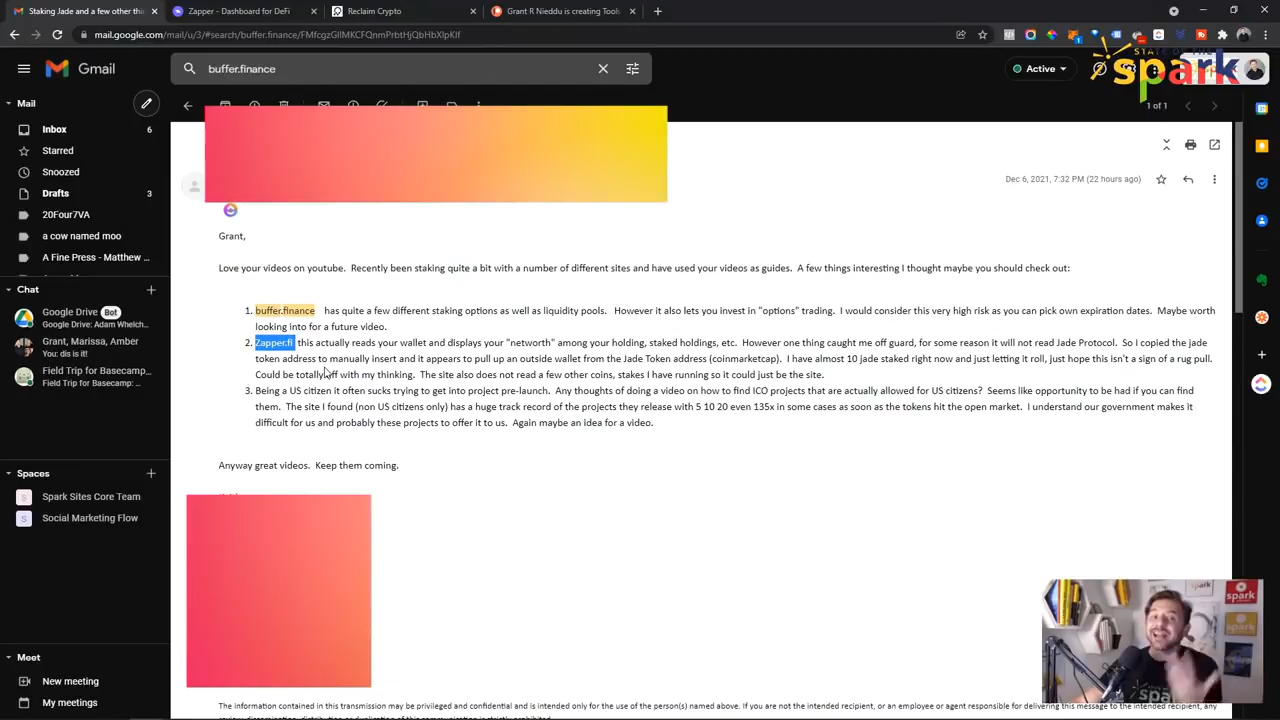 Staking Jade and a few other thin
Zapper - Dashboard for DeFi
Reclaim Crypto
Grant R Nieddu is creating Tools
mail.google.com/mail/u/3/#search/buffer.finance/FMfcgzGllMKCFQnmPrbtHjQbHbXlpKlf
Gmail
buffer.finance
Active
STATE OF THE
spark
Mail
Inbox 6
Starred
Snoozed
Drafts 3
20Four7VA
a cow named moo
A Fine Press - Matthew ...
1 of 1
Dec 6, 2021, 7:32 PM (22 hours ago)
Grant,
Love your videos on youtube. Recently been staking quite a bit with a number of different sites and have used your videos as guides. A few things interesting I thought maybe you should check out:
1. buffer.finance has quite a few different staking options as well as liquidity pools. However it also lets you invest in "options" trading. I would consider this very high risk as you can pick own expiration dates. Maybe worth
looking into for a future video.
2. Zapper.fi this actually reads your wallet and displays your "networth" among your holding, staked holdings, etc. However one thing caught me off guard, for some reason it will not read Jade Protocol. So I copied the jade
token address to manually insert and it appears to pull up an outside wallet from the Jade Token address (coinmarketcap). I have almost 10 jade staked right now and just letting it roll, just hope this isn't a sign of a rug pull.
Could be totally off with my thinking. The site also does not read a few other coins, stakes I have running so it could just be the site.
3. Being a US citizen it often sucks trying to get into project pre-launch. Any thoughts of doing a video on how to find ICO projects that are actually allowed for US citizens? Seems like opportunity to be had if you can find
them. The site I found (non US citizens only) has a huge track record of the projects they release with 5 10 20 even 135x in some cases as soon as the tokens hit the open market. I understand our government makes it
difficult for us and probably these projects to offer it to us. Again maybe an idea for a video.
Anyway great videos. Keep them coming.
Chat
Google Drive Bot
Google Drive: Adam Whelch...
Grant, Marissa, Amber
You: dis is it!
Field Trip for Basecamp...
Field Trip for Basecamp: ...
Spaces
S Spark Sites Core Team
S Social Marketing Flow
Meet
New meeting
My meetings
spark
spark
spark
The information contained in this transmission may be privileged and confidential and is intended only for the use of the person(s) named above. If you are not the intended recipient, or an employee or agent responsible for delivering this message to the intended recipient, any